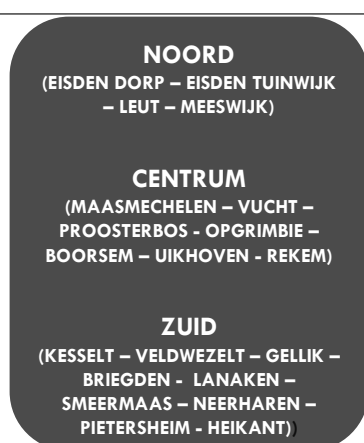 NOORD
(EISDEN DORP – EISDEN TUINWIJK
– LEUT – MEESWIJK)
CENTRUM
(MAASMECHELEN – VUCHT –
PROOSTERBOS - OPGRIMBIE –
BOORSEM – UIKHOVEN - REKEM)
ZUID
(KESSELT – VELDWEZELT – GELLIK –
BRIEGDEN - LANAKEN –
SMEERMAAS – NEERHAREN –
PIETERSHEIM - HEIKANT))